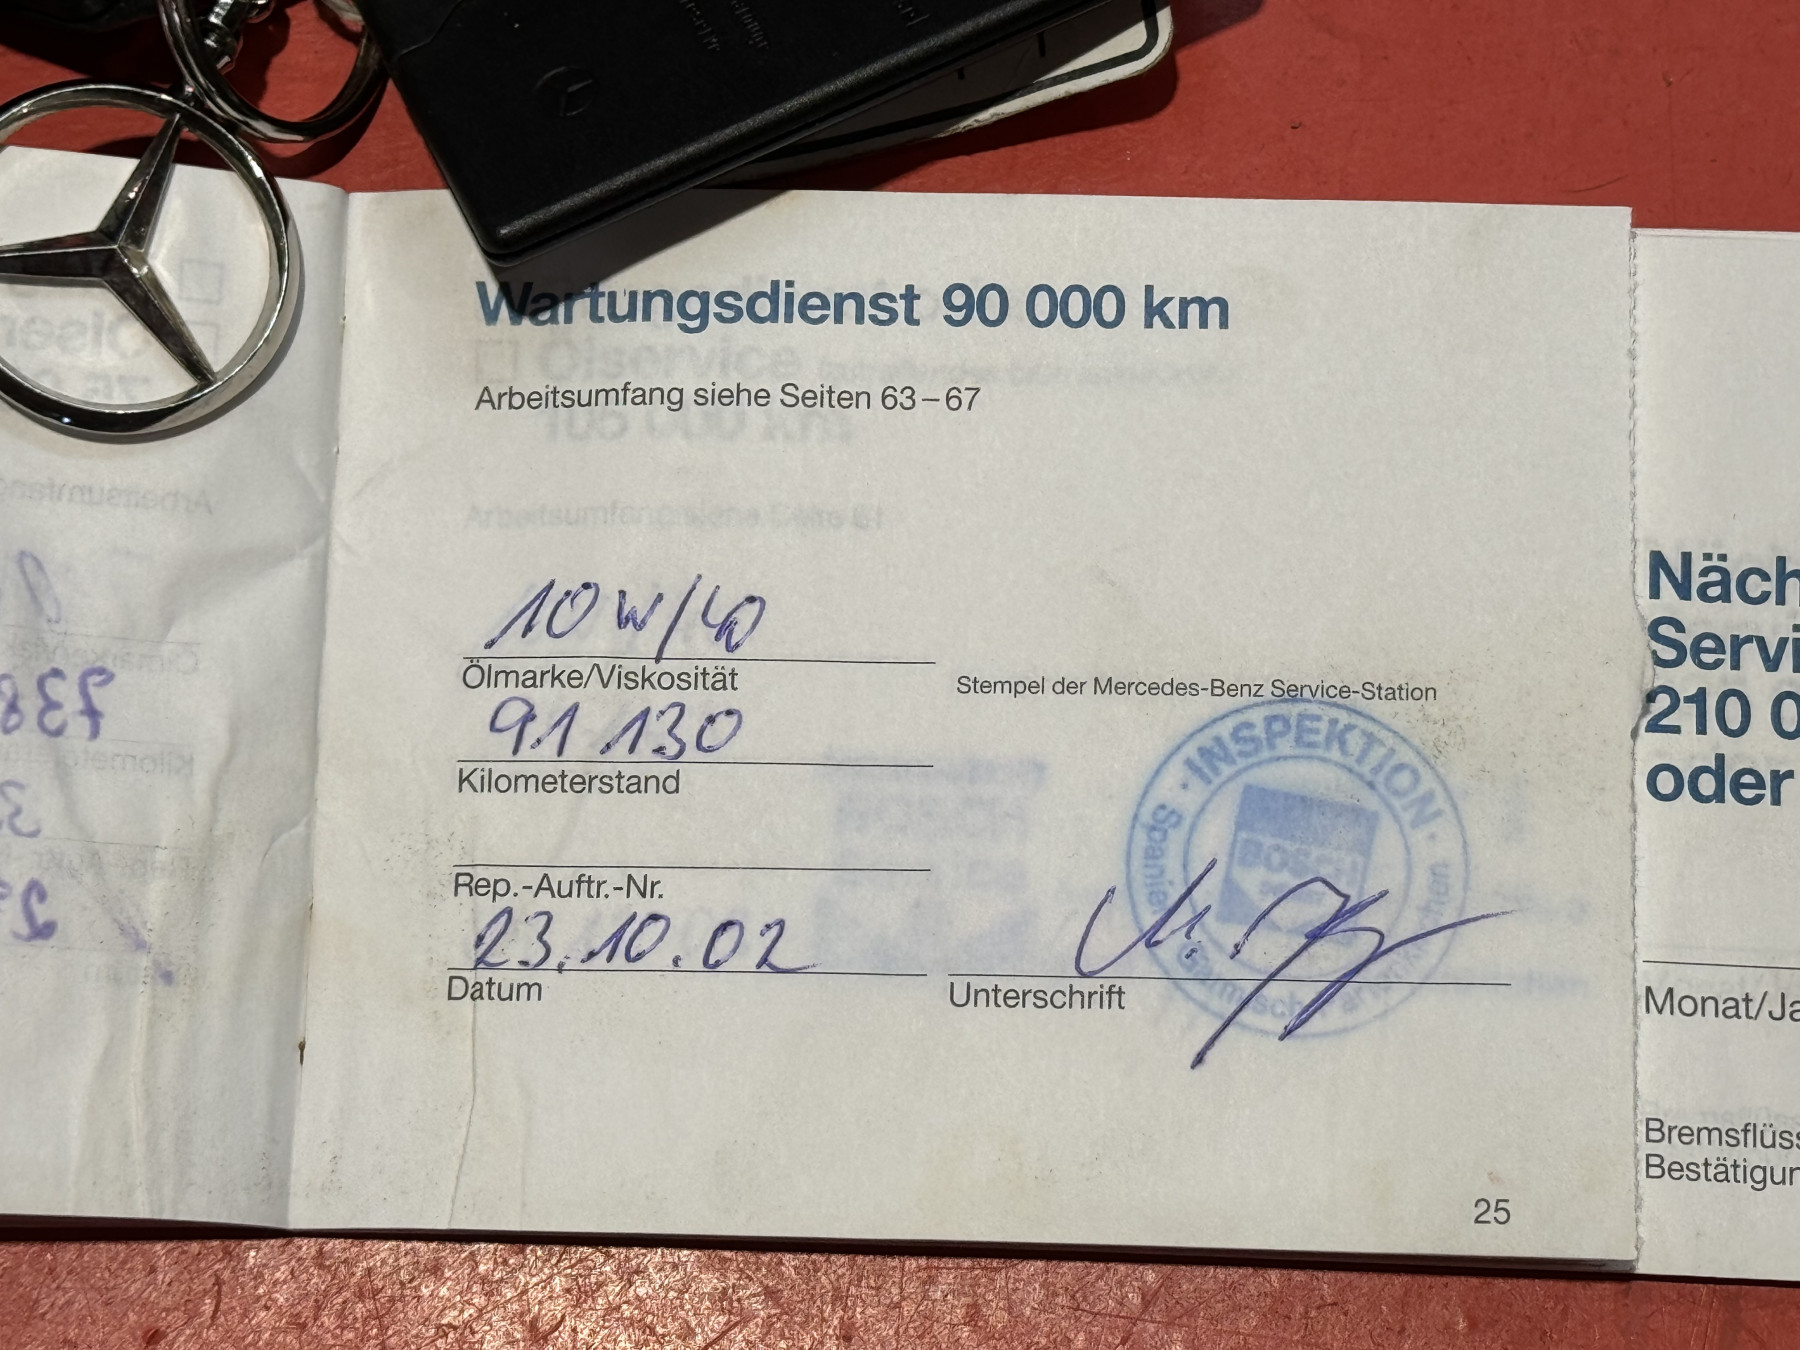 Wartungsdienst 90 000 km
Arbeitsumfang siehe Seiten 63–67
10 W/40
Ölmarke/Viskosität
91 130
Kilometerstand
Rep.-Auftr.-Nr.
23.10.02
Datum
Stempel der Mercedes-Benz Service-Station
· INSPEKTION ·
BOSCH
Unterschrift
25
Näch
Servi
210 0
oder
Monat/Ja
Bremsflüss
Bestätigun